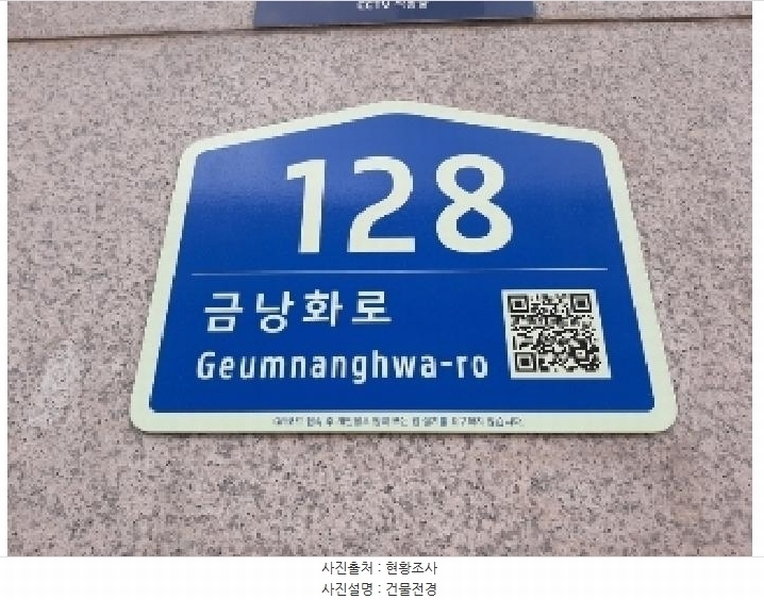 CCTV
128
금낭화로
Geumnanghwa-ro
사진출처 : 현황조사
사진설명 : 건물전경